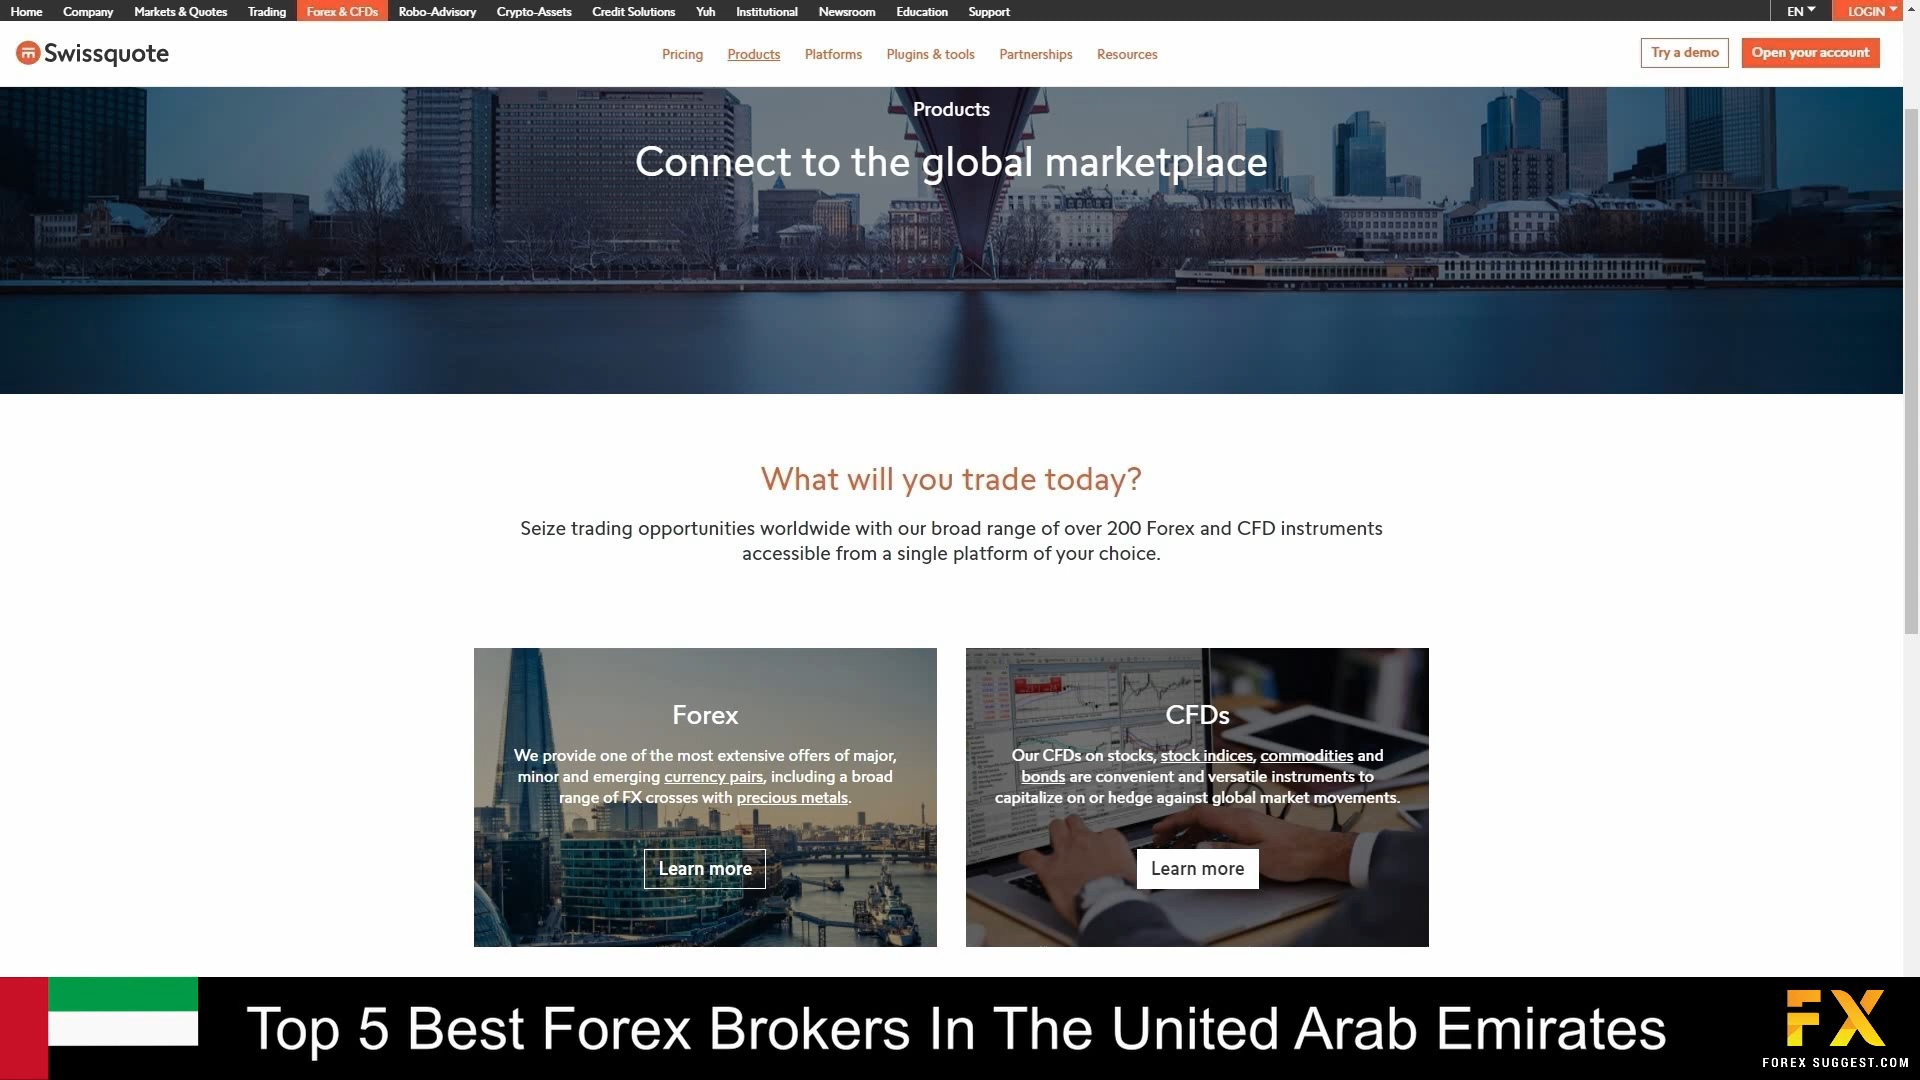 Home Company Markets & Quotes Trading Forex & CFDs Robo-Advisory Crypto-Assets Credit Solutions Yuh Institutional Newsroom Education Support EN LOGIN
Swissquote Pricing Products Platforms Plugins & tools Partnerships Resources Try a demo Open your account
Products
Connect to the global marketplace
What will you trade today?
Seize trading opportunities worldwide with our broad range of over 200 Forex and CFD instruments
accessible from a single platform of your choice.
Forex
We provide one of the most extensive offers of major,
minor and emerging currency pairs, including a broad
range of FX crosses with precious metals.
Learn more
CFDs
Our CFDs on stocks, stock indices, commodities and
bonds are convenient and versatile instruments to
capitalize on or hedge against global market movements.
Learn more
Top 5 Best Forex Brokers In The United Arab Emirates
FX
FOREX SUGGEST.COM